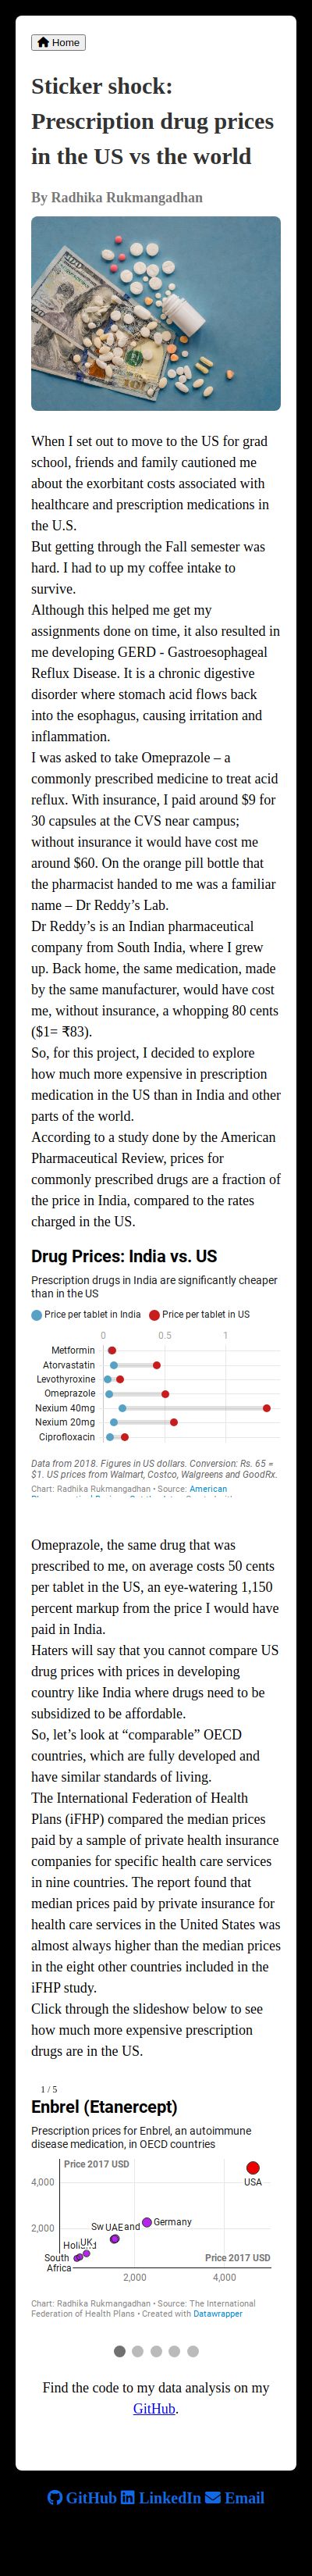 Home
Sticker shock:
Prescription drug prices
in the US vs the world
By Radhika Rukmangadhan
When I set out to move to the US for grad
school, friends and family cautioned me
about the exorbitant costs associated with
healthcare and prescription medications in
the U.S.
But getting through the Fall semester was
hard. I had to up my coffee intake to
survive.
Although this helped me get my
assignments done on time, it also resulted in
me developing GERD - Gastroesophageal
Reflux Disease. It is a chronic digestive
disorder where stomach acid flows back
into the esophagus, causing irritation and
inflammation.
I was asked to take Omeprazole – a
commonly prescribed medicine to treat acid
reflux. With insurance, I paid around $9 for
30 capsules at the CVS near campus;
without insurance it would have cost me
around $60. On the orange pill bottle that
the pharmacist handed to me was a familiar
name – Dr Reddy’s Lab.
Dr Reddy’s is an Indian pharmaceutical
company from South India, where I grew
up. Back home, the same medication, made
by the same manufacturer, would have cost
me, without insurance, a whopping 80 cents
($1= ₹83).
So, for this project, I decided to explore
how much more expensive in prescription
medication in the US than in India and other
parts of the world.
According to a study done by the American
Pharmaceutical Review, prices for
commonly prescribed drugs are a fraction of
the price in India, compared to the rates
charged in the US.
Drug Prices: India vs. US
Prescription drugs in India are significantly cheaper
than in the US
Price per tablet in India Price per tablet in US
0 0.5 1
Metformin
Atorvastatin
Levothyroxine
Omeprazole
Nexium 40mg
Nexium 20mg
Ciprofloxacin
Data from 2018. Figures in US dollars. Conversion: Rs. 65 =
$1. US prices from Walmart, Costco, Walgreens and GoodRx.
Chart: Radhika Rukmangadhan • Source: American
Omeprazole, the same drug that was
prescribed to me, on average costs 50 cents
per tablet in the US, an eye-watering 1,150
percent markup from the price I would have
paid in India.
Haters will say that you cannot compare US
drug prices with prices in developing
country like India where drugs need to be
subsidized to be affordable.
So, let’s look at “comparable” OECD
countries, which are fully developed and
have similar standards of living.
The International Federation of Health
Plans (iFHP) compared the median prices
paid by a sample of private health insurance
companies for specific health care services
in nine countries. The report found that
median prices paid by private insurance for
health care services in the United States was
almost always higher than the median prices
in the eight other countries included in the
iFHP study.
Click through the slideshow below to see
how much more expensive prescription
drugs are in the US.
1 / 5
Enbrel (Etanercept)
Prescription prices for Enbrel, an autoimmune
disease medication, in OECD countries
Price 2017 USD
4,000
USA
2,000
UAE
Germany
UK
South
Africa
Price 2017 USD
2,000 4,000
Chart: Radhika Rukmangadhan • Source: The International
Federation of Health Plans • Created with Datawrapper
Find the code to my data analysis on my
GitHub.
GitHub LinkedIn Email